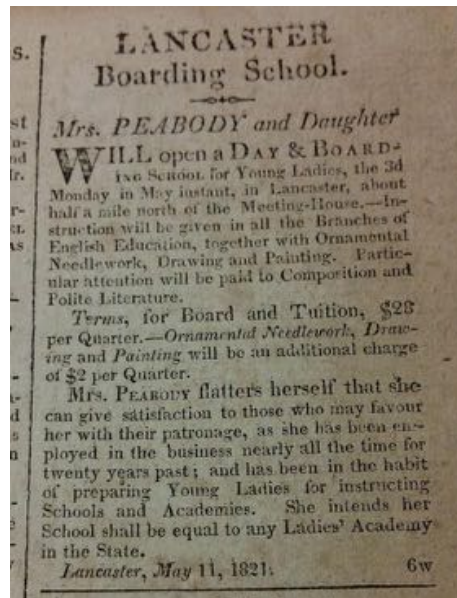 LANCASTER
Boarding School.
Mrs. PEABODY and Daughter
WILL open a DAY & BOARD-
ING SCHOOL for Young Ladies, the 3d
Monday in May instant, in Lancaster, about
half a mile north of the Meeting-House.—In-
struction will be given in all the Branches of
English Education, together with Ornamental
Needlework, Drawing and Painting. Partic-
ular attention will be paid to Composition and
Polite Literature.
Terms, for Board and Tuition, $28
per Quarter.—Ornamental Needlework, Draw-
ing and Painting will be an additional charge
of $2 per Quarter.
MRS. PEABODY flatters herself that she
can give satisfaction to those who may favour
her with their patronage, as she has been em-
ployed in the business nearly all the time for
twenty years past; and has been in the habit
of preparing Young Ladies for instructing
Schools and Academies. She intends her
School shall be equal to any Ladies' Academy
in the State.
Lancaster, May 11, 1821. 6w